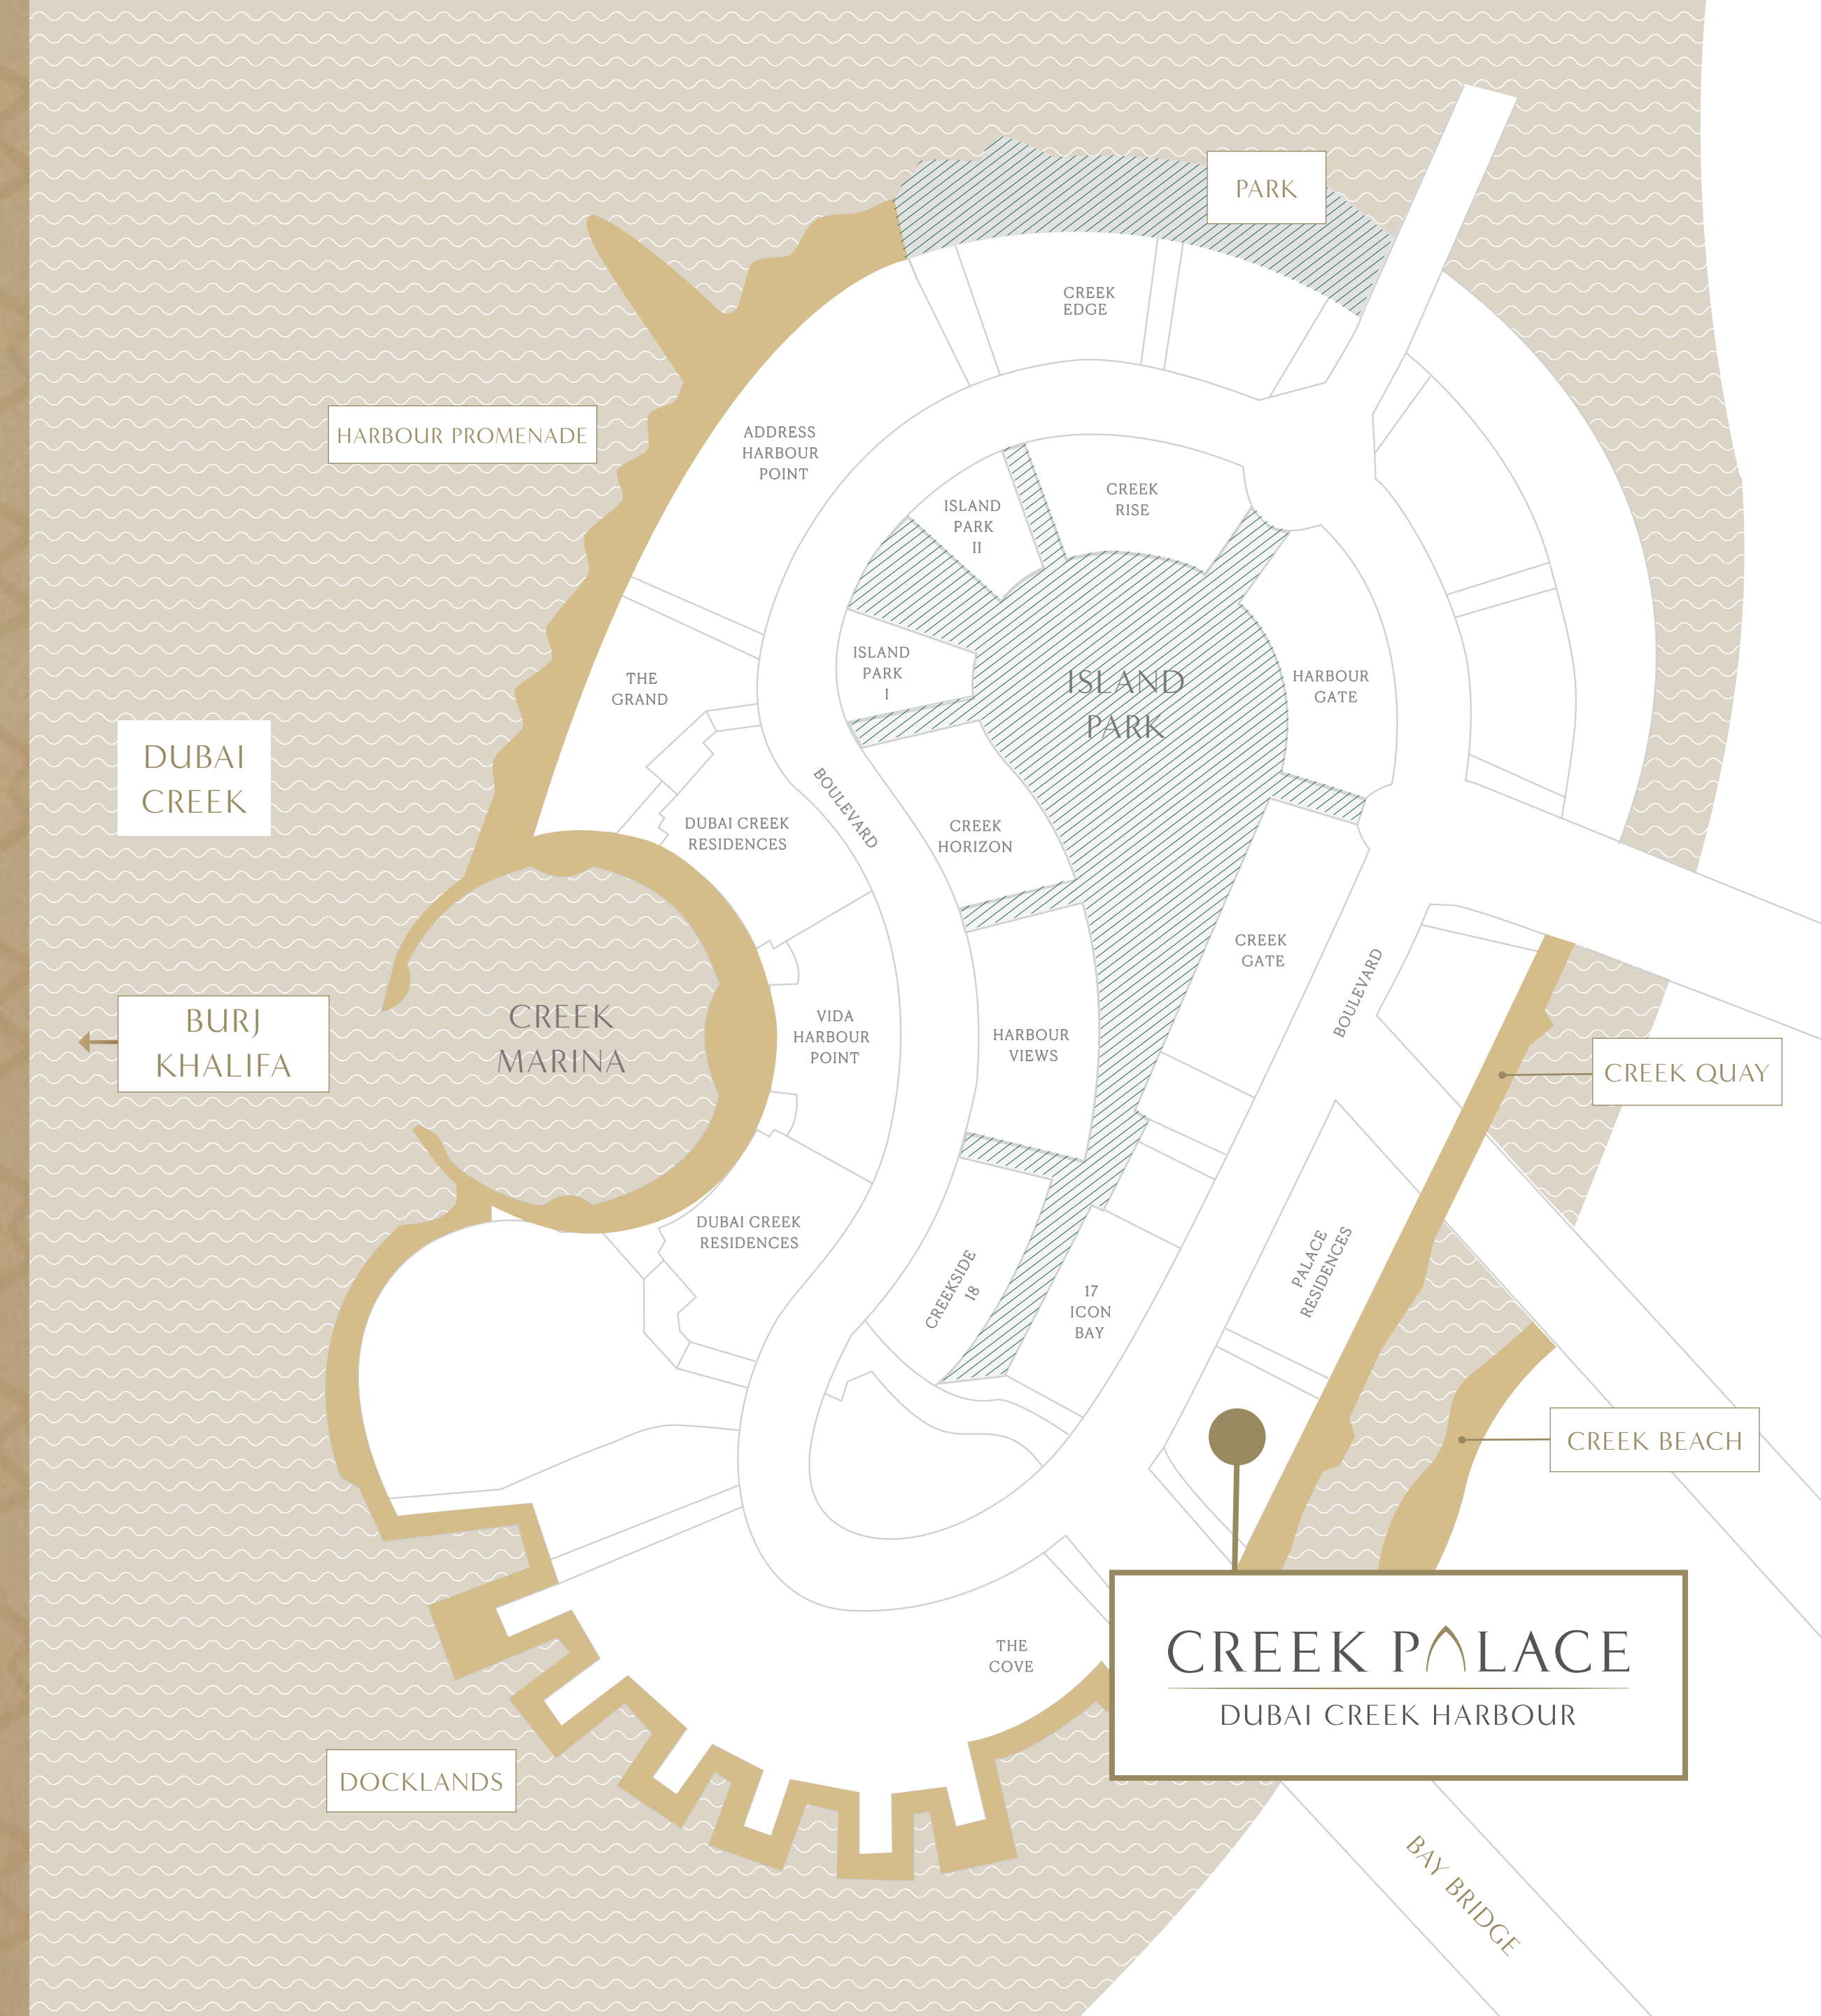 PARK
CREEK
EDGE
HARBOUR PROMENADE
ADDRESS
HARBOUR
POINT
ISLAND
PARK
II
CREEK
RISE
ISLAND
PARK
I
THE
GRAND
ISLAND
PARK
HARBOUR
GATE
DUBAI
CREEK
BOULEVARD
DUBAI CREEK
RESIDENCES
CREEK
HORIZON
CREEK
GATE
BOULEVARD
BURJ
KHALIFA
CREEK
MARINA
VIDA
HARBOUR
POINT
HARBOUR
VIEWS
CREEK QUAY
DUBAI CREEK
RESIDENCES
CREEKSIDE
18
17
ICON
BAY
PALACE
RESIDENCES
CREEK BEACH
THE
COVE
CREEK PALACE
DUBAI CREEK HARBOUR
DOCKLANDS
BAY BRIDGE